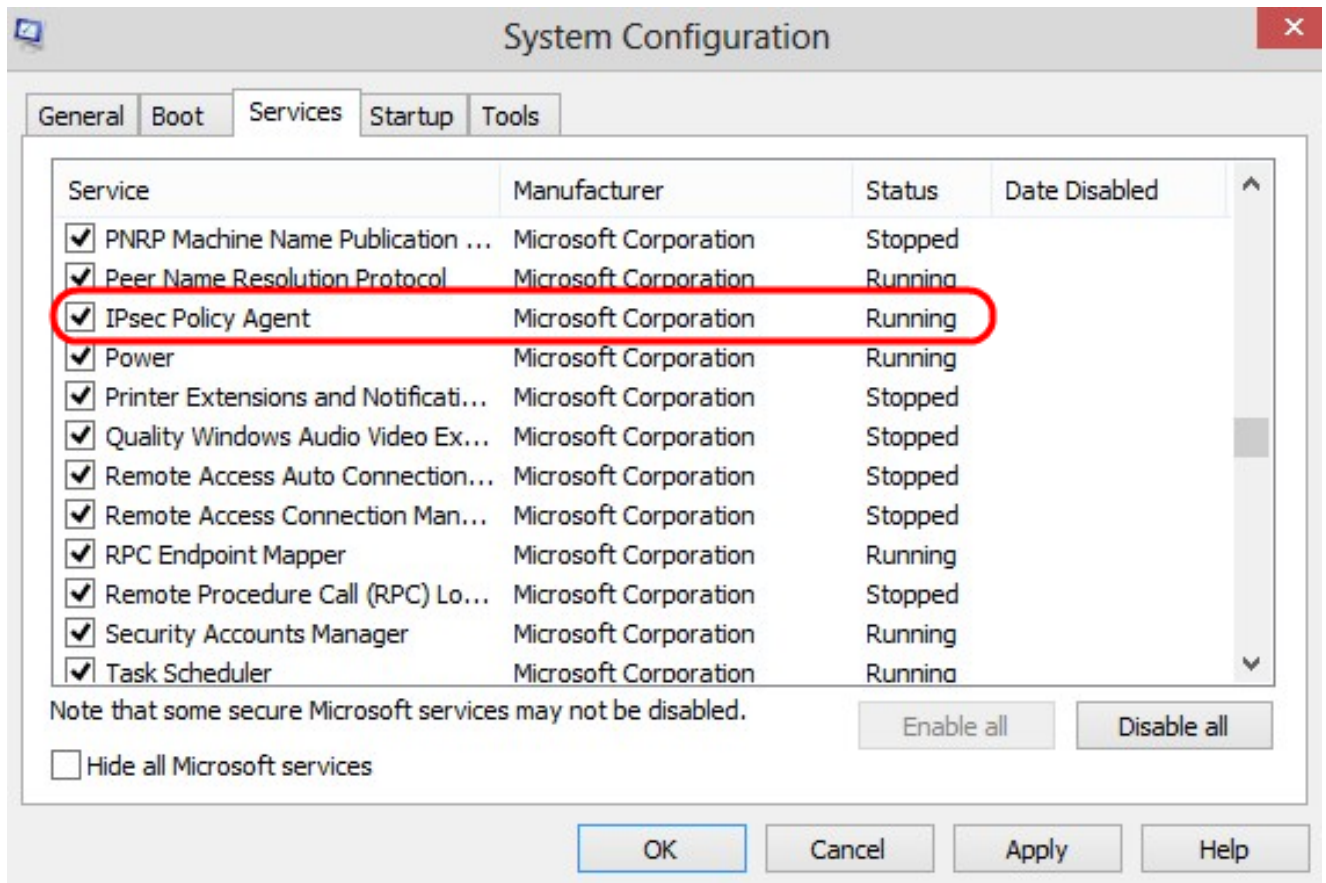 System Configuration
General Boot Services Startup Tools
Service Manufacturer Status Date Disabled
PNRP Machine Name Publication ... Microsoft Corporation Stopped
Peer Name Resolution Protocol Microsoft Corporation Running
IPsec Policy Agent Microsoft Corporation Running
Power Microsoft Corporation Running
Printer Extensions and Notificati... Microsoft Corporation Stopped
Quality Windows Audio Video Ex... Microsoft Corporation Stopped
Remote Access Auto Connection... Microsoft Corporation Stopped
Remote Access Connection Man... Microsoft Corporation Stopped
RPC Endpoint Mapper Microsoft Corporation Running
Remote Procedure Call (RPC) Lo... Microsoft Corporation Stopped
Security Accounts Manager Microsoft Corporation Running
Task Scheduler Microsoft Corporation Running
Note that some secure Microsoft services may not be disabled.
Enable all Disable all
Hide all Microsoft services
OK Cancel Apply Help